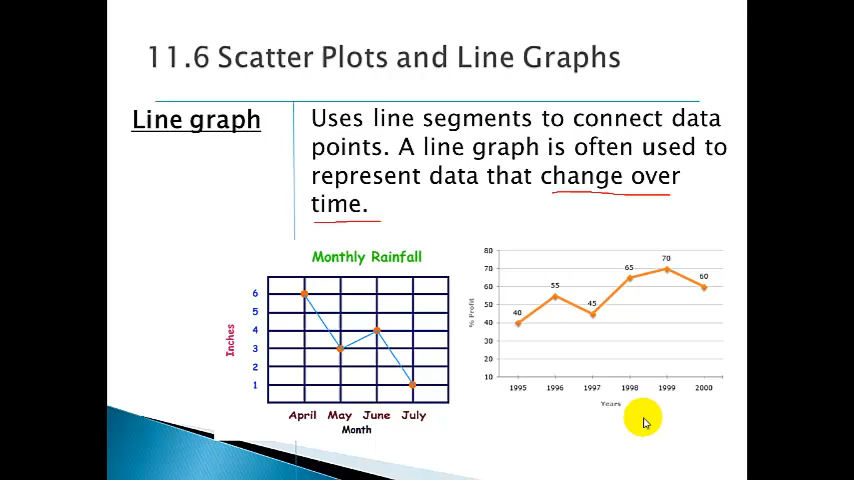 11.6 Scatter Plots and Line Graphs
Line graph
Uses line segments to connect data
points. A line graph is often used to
represent data that change over
time.
Monthly Rainfall
Inches
6
5
4
3
2
1
April May June July
Month
% Profit
80
70
60
50
40
30
20
10
40
55
45
65
70
60
1995 1996 1997 1998 1999 2000
Years